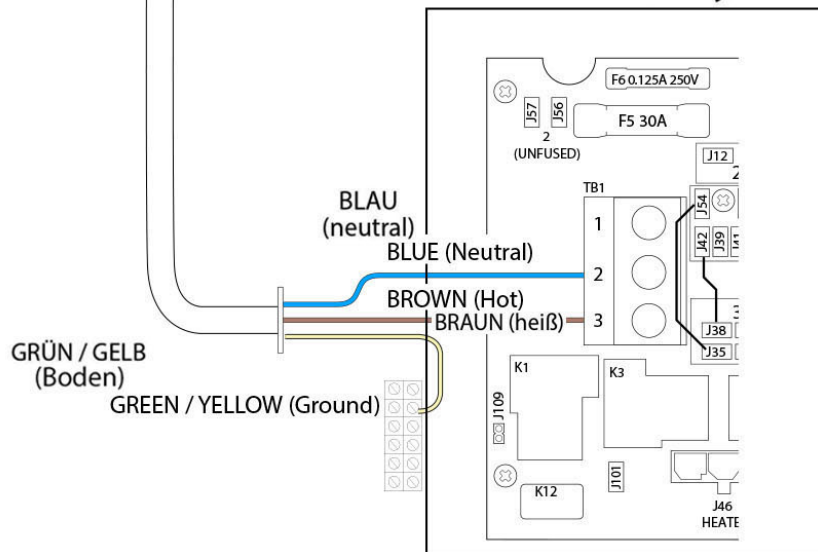 F6 0.125A 250V
J57
J56
F5 30A
2
(UNFUSED)
J12
2
TB1
BLAU
(neutral)
BLUE (Neutral)
1
2
3
J54
J42
J39
J41
BROWN (Hot)
BRAUN (heiß)
J38
J35
GRÜN / GELB
(Boden)
GREEN / YELLOW (Ground)
K1
K3
J109
K12
J101
J46
HEATE